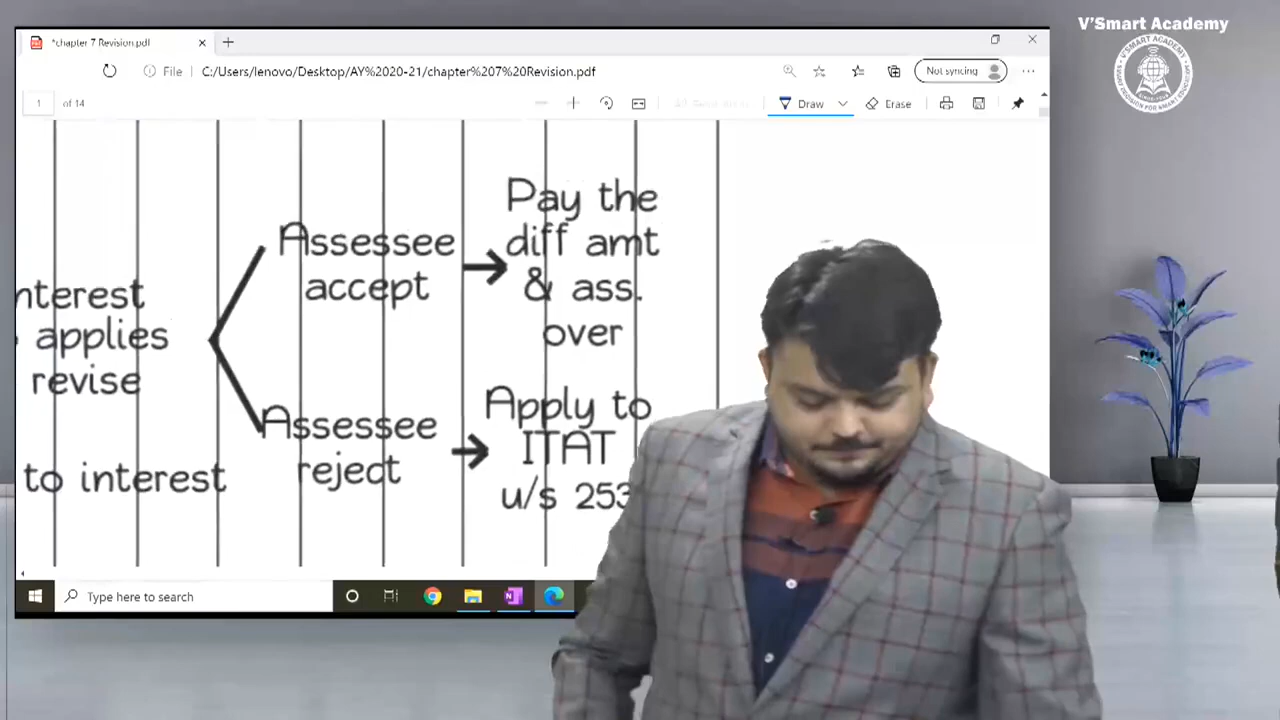 V'Smart Academy
*chapter 7 Revision.pdf
File
C:/Users/lenovo/Desktop/AY%2020-21/chapter%207%20Revision.pdf
Not syncing
1 of 14
Draw
Erase
Pay the
diff amt
& ass.
over
Assessee
accept
nterest
applies
revise
Apply to
ITAT
u/s 253
Assessee
reject
to interest
Type here to search